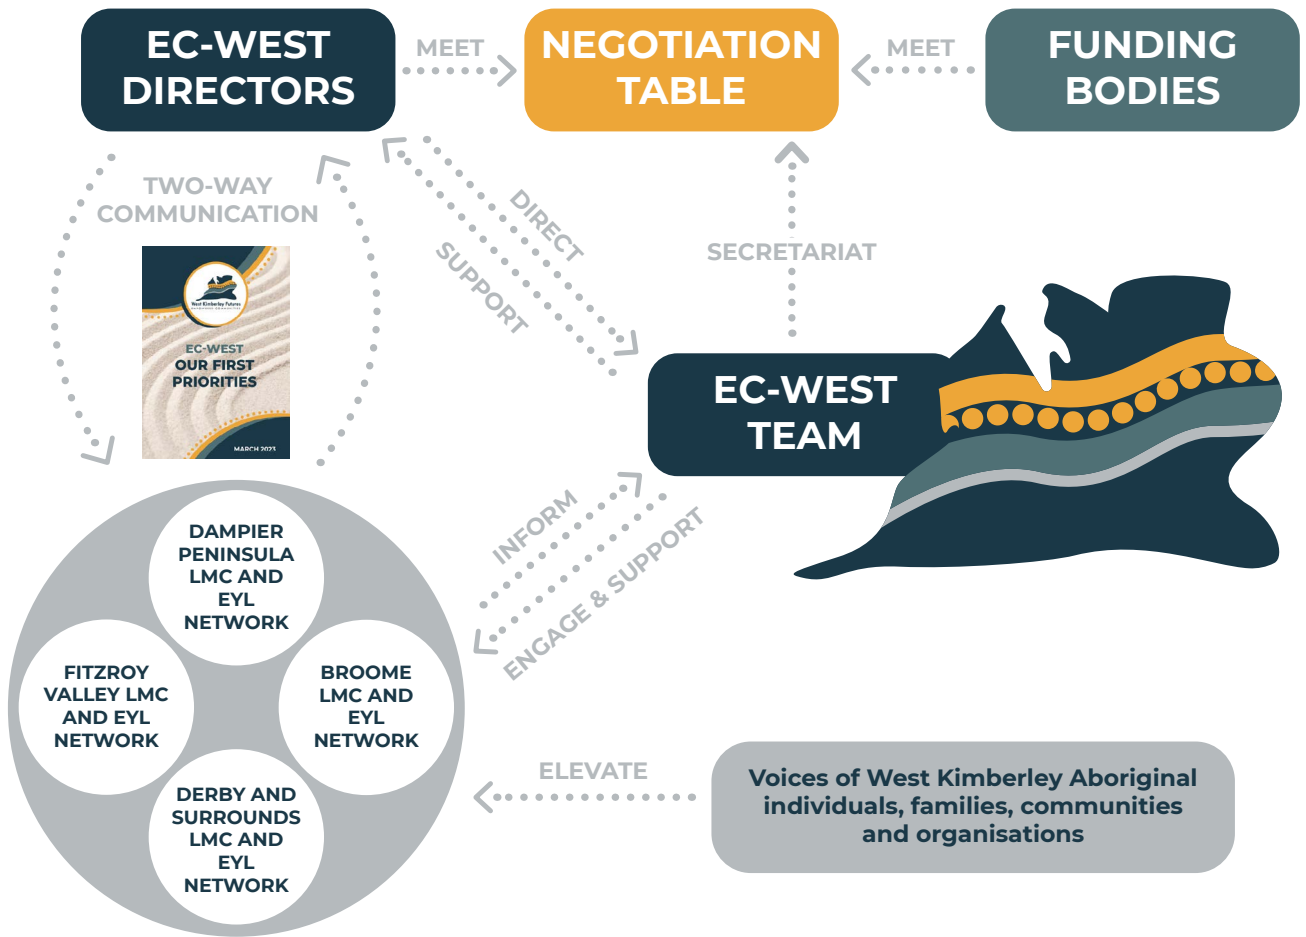 EC-WEST
DIRECTORS
MEET
NEGOTIATION
TABLE
MEET
FUNDING
BODIES
TWO-WAY
COMMUNICATION
DIRECT
SUPPORT
SECRETARIAT
West Kimberley Futures
EC-WEST
OUR FIRST
PRIORITIES
MARCH 2023
EC-WEST
TEAM
INFORM
ENGAGE & SUPPORT
DAMPIER
PENINSULA
LMC AND
EYL
NETWORK
FITZROY
VALLEY LMC
AND EYL
NETWORK
BROOME
LMC AND
EYL
NETWORK
DERBY AND
SURROUNDS
LMC AND
EYL
NETWORK
ELEVATE
Voices of West Kimberley Aboriginal
individuals, families, communities
and organisations